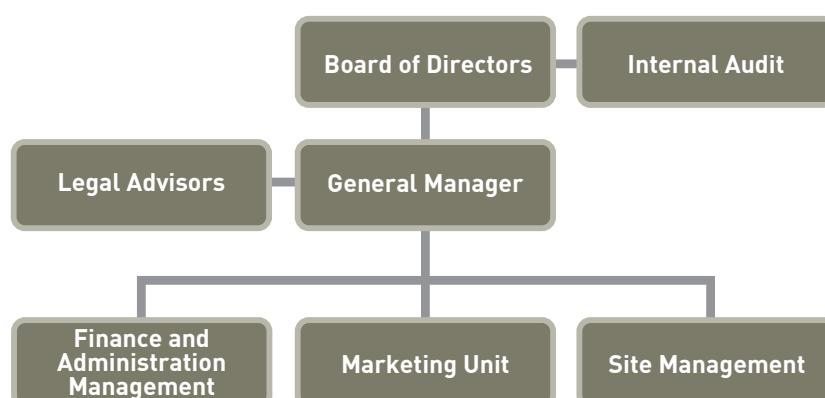 Board of Directors
Internal Audit
Legal Advisors
General Manager
Finance and
Administration
Management
Marketing Unit
Site Management